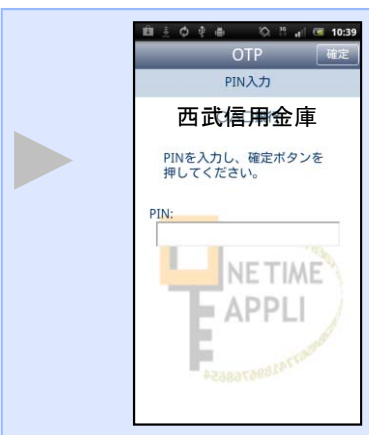 10:39
OTP
確定
PIN入力
西武信用金庫
PINを入力し、確定ボタンを
押してください。
PIN:
NE TIME
APPLI